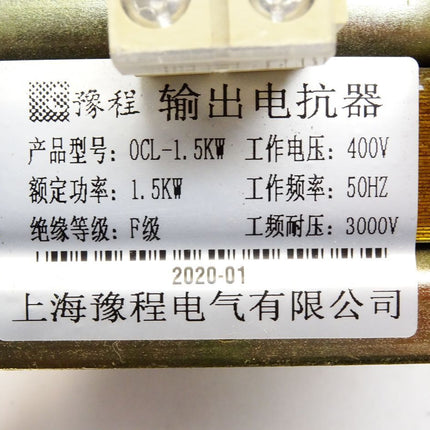 豫程 输出电抗器
产品型号: OCL-1.5KW 工作电压: 400V
额定功率: 1.5KW 工作频率: 50HZ
绝缘等级: F级 工频耐压: 3000V
2020-01
上海豫程电气有限公司